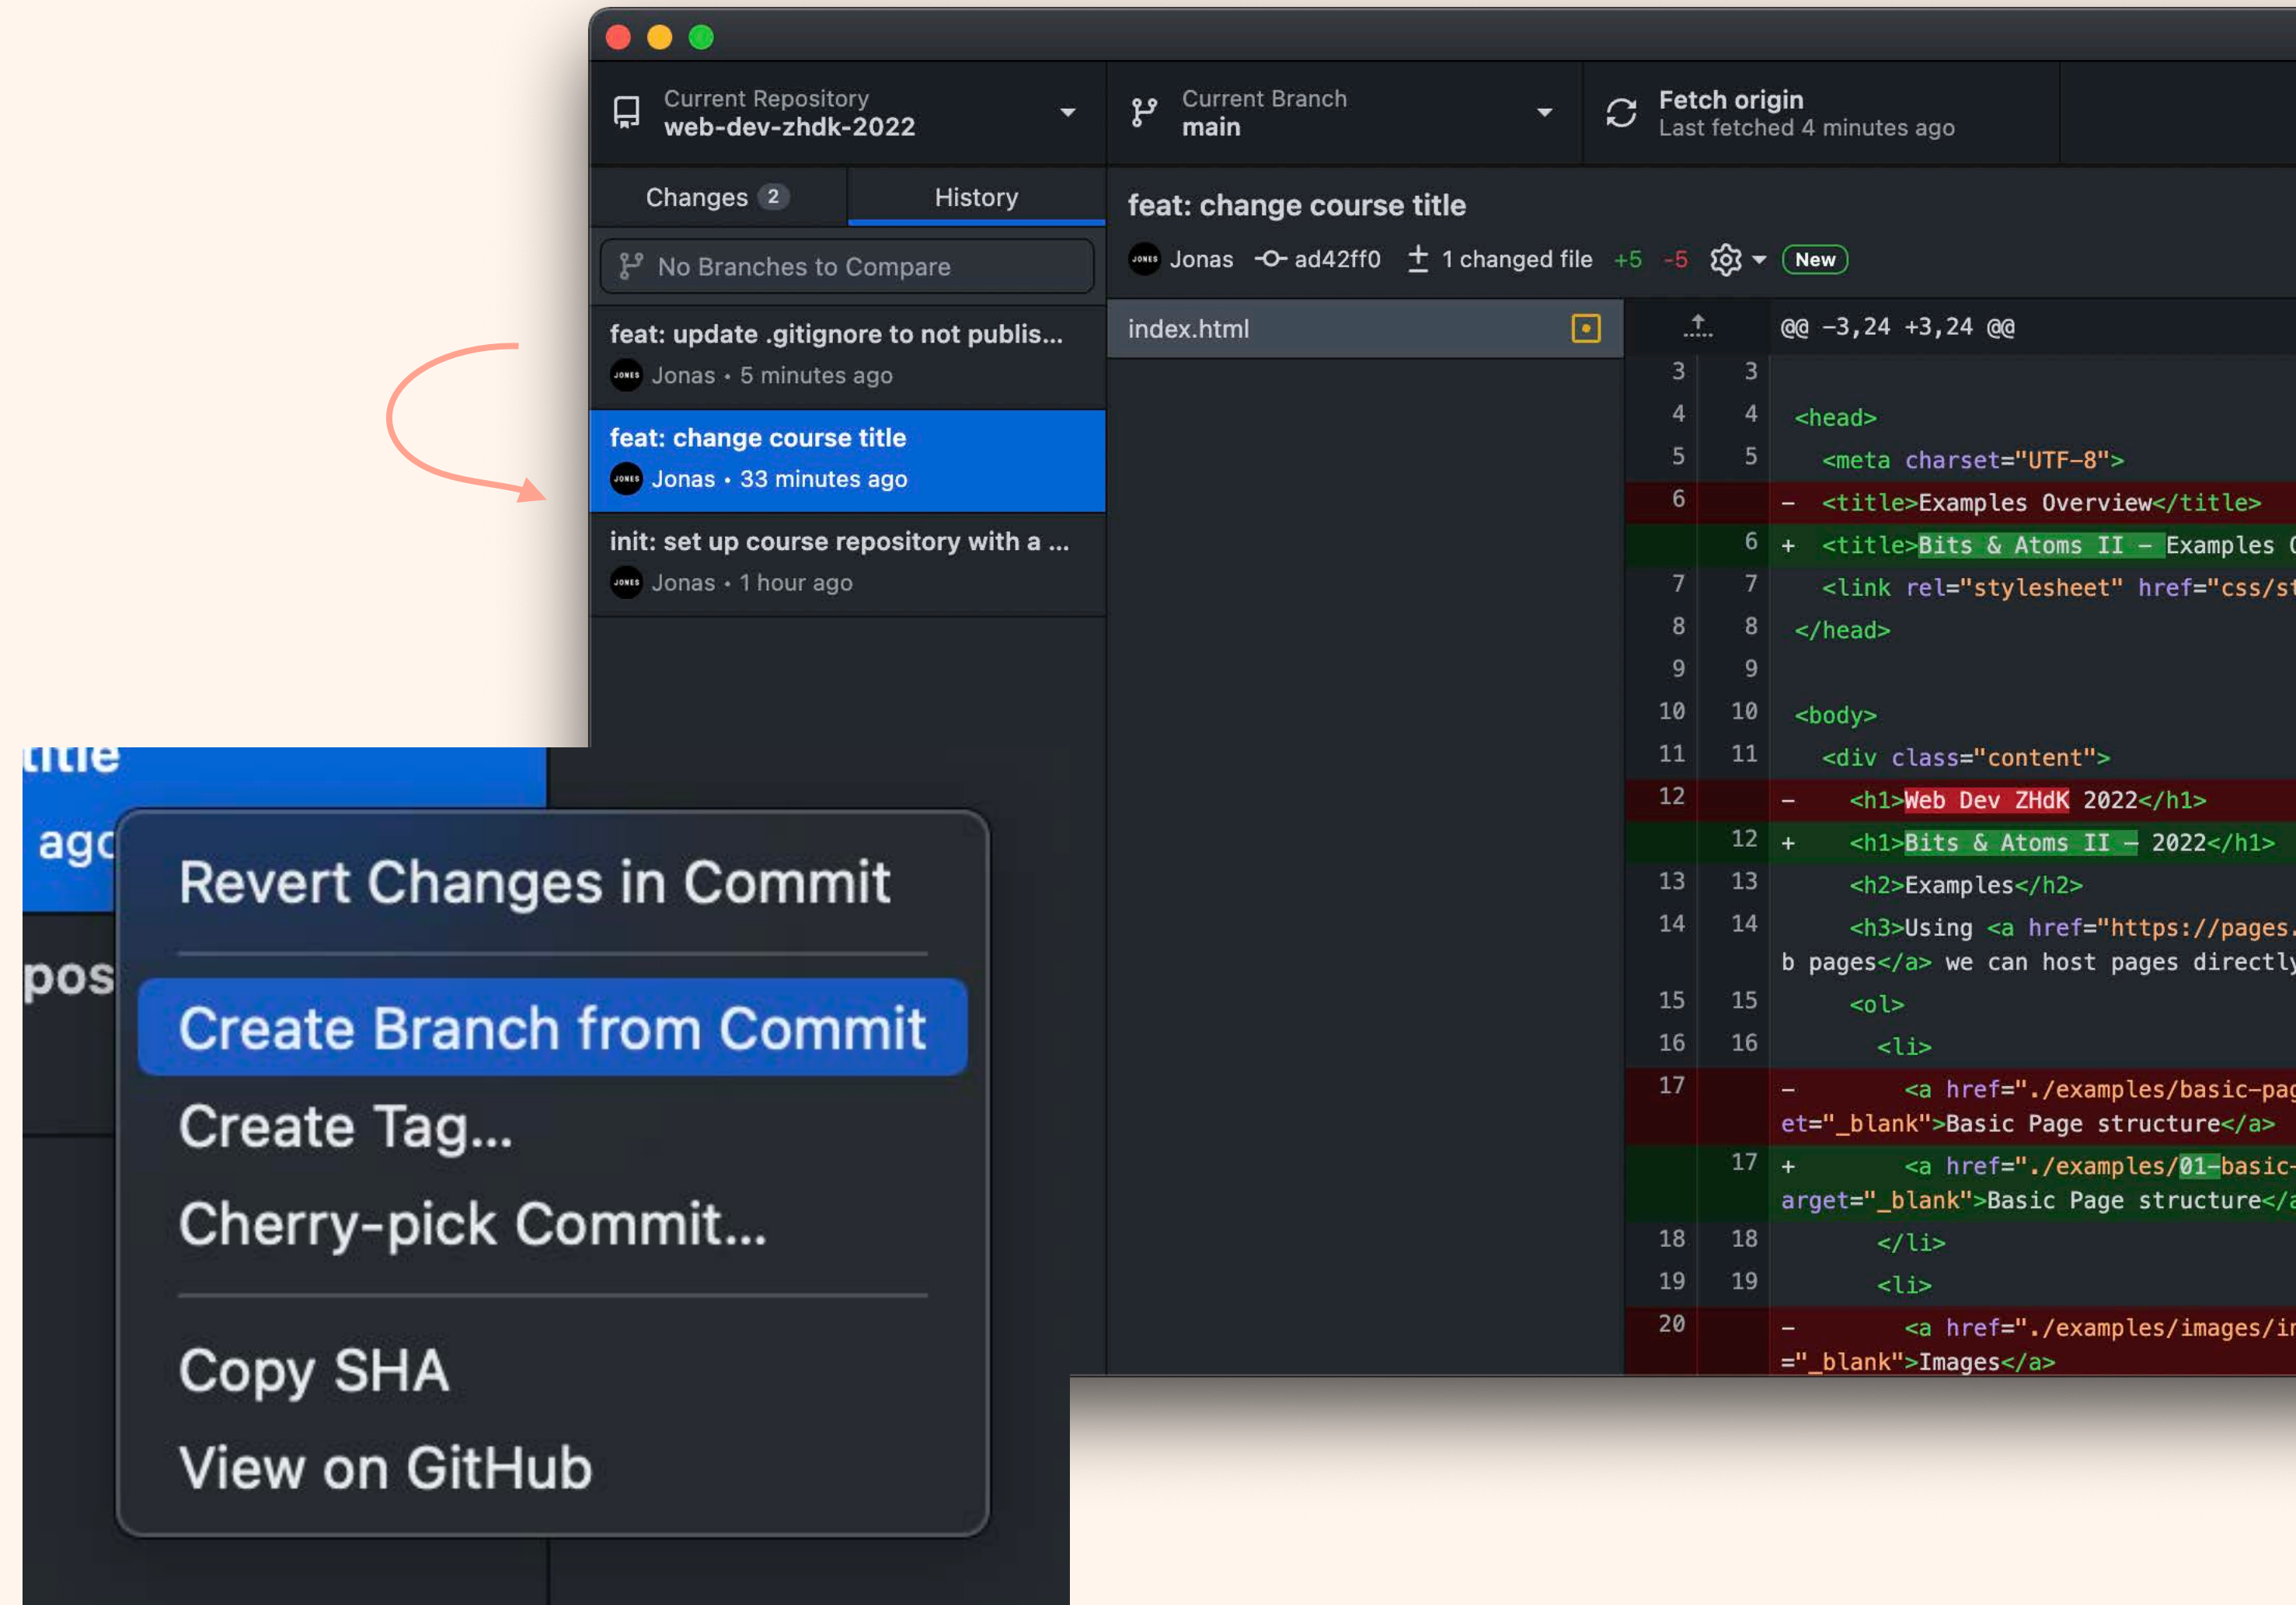 Current Repository
web-dev-zhdk-2022
Current Branch
main
Fetch origin
Last fetched 4 minutes ago
Changes 2
History
No Branches to Compare
feat: update .gitignore to not publis...
JONES Jonas • 5 minutes ago
feat: change course title
JONES Jonas • 33 minutes ago
init: set up course repository with a ...
JONES Jonas • 1 hour ago
feat: change course title
JONES Jonas ad42ff0 1 changed file +5 -5 New
index.html
@@ -3,24 +3,24 @@
3 3
4 4 <head>
5 5 <meta charset="UTF-8">
6 - <title>Examples Overview</title>
6 + <title>Bits & Atoms II – Examples
7 7 <link rel="stylesheet" href="css/st
8 8 </head>
9 9
10 10 <body>
11 11 <div class="content">
12 - <h1>Web Dev ZHdK 2022</h1>
12 + <h1>Bits & Atoms II – 2022</h1>
13 13 <h2>Examples</h2>
14 14 <h3>Using <a href="https://pages.
b pages</a> we can host pages directly
15 15 <ol>
16 16 <li>
17 - <a href="./examples/basic-pag
et="_blank">Basic Page structure</a>
17 + <a href="./examples/01-basic-
arget="_blank">Basic Page structure</a
18 18 </li>
19 19 <li>
20 - <a href="./examples/images/in
="_blank">Images</a>
title
ago
pos
Revert Changes in Commit
Create Branch from Commit
Create Tag...
Cherry-pick Commit...
Copy SHA
View on GitHub